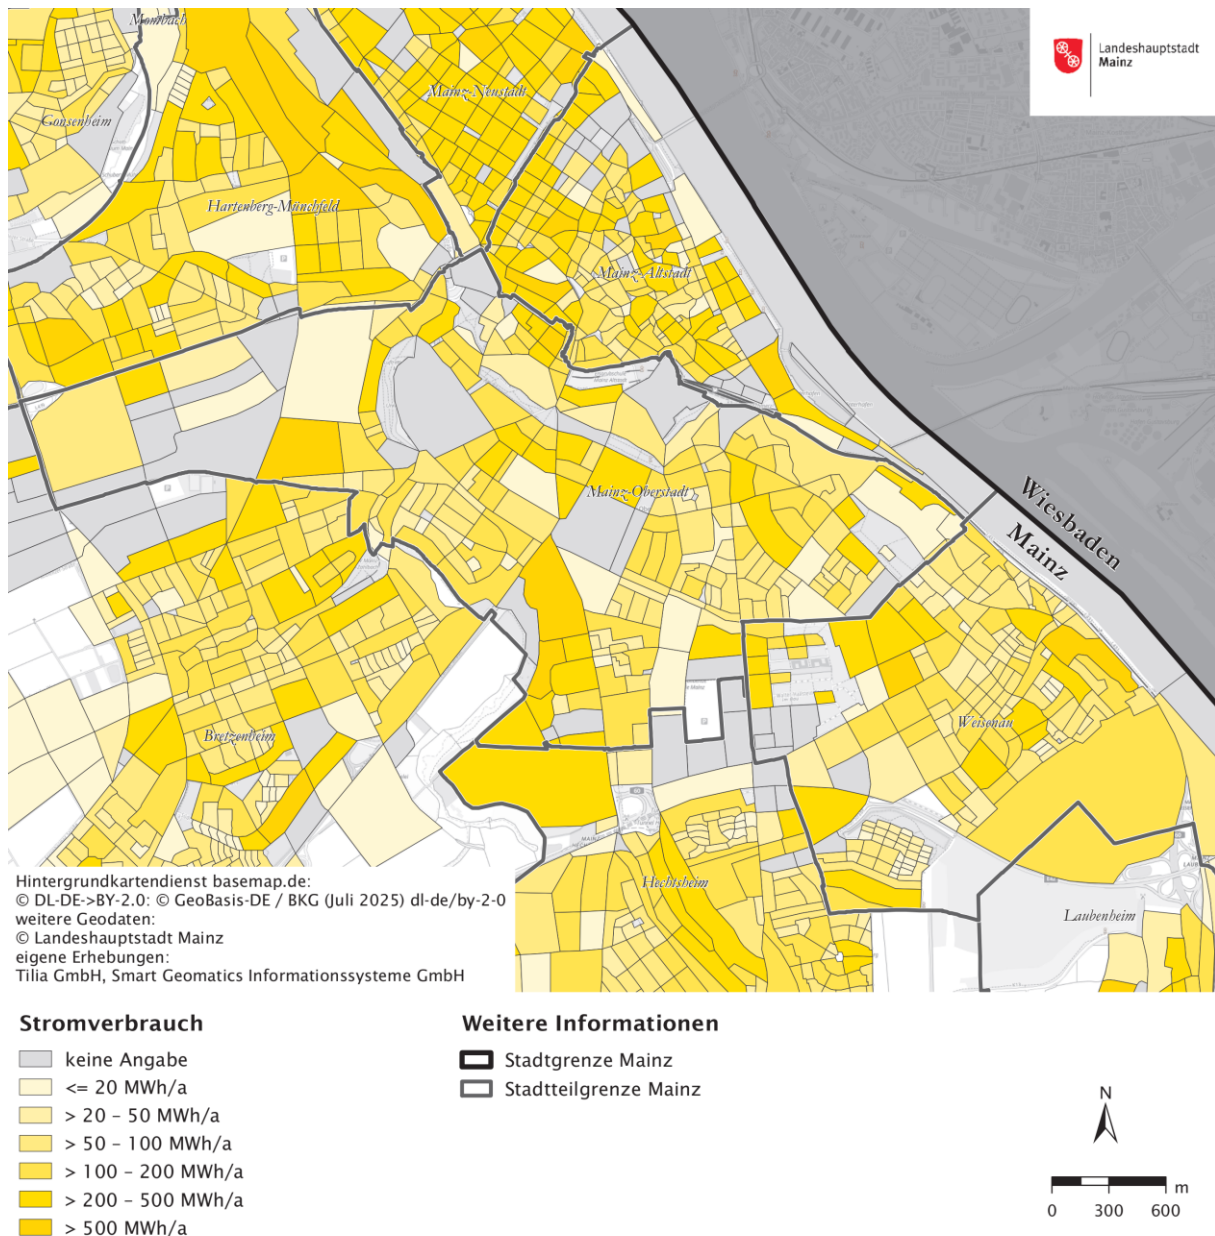 Mombach
Landeshauptstadt
Mainz
Mainz-Neustadt
Gonsenheim
Hartenberg-Münchfeld
Mainz-Altstadt
Mainz-Oberstadt
Wiesbaden
Mainz
Weisenau
Bretzenheim
60
Hechtsheim
Laubenheim
Hintergrundkartendienst basemap.de:
© DL-DE->BY-2.0: © GeoBasis-DE / BKG (Juli 2025) dl-de/by-2-0
weitere Geodaten:
© Landeshauptstadt Mainz
eigene Erhebungen:
Tilia GmbH, Smart Geomatics Informationssysteme GmbH
Stromverbrauch
keine Angabe
<= 20 MWh/a
> 20 – 50 MWh/a
> 50 – 100 MWh/a
> 100 – 200 MWh/a
> 200 – 500 MWh/a
> 500 MWh/a
Weitere Informationen
Stadtgrenze Mainz
Stadtteilgrenze Mainz
N
m
0 300 600